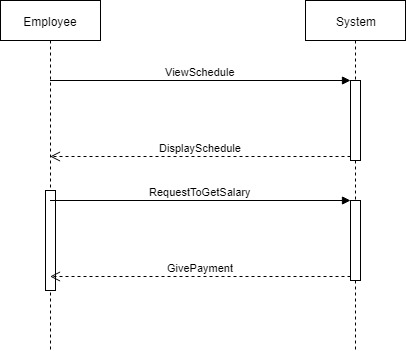 Employee
System
ViewSchedule
DisplaySchedule
RequestToGetSalary
GivePayment